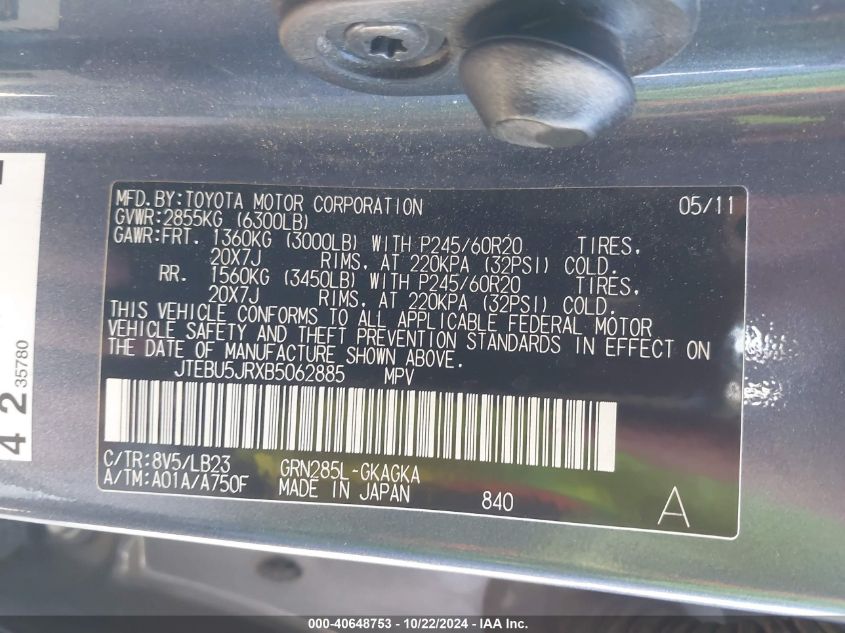 MFD.BY:TOYOTA MOTOR CORPORATION 05/11
GVWR:2855KG (6300LB)
GAWR:FRT. 1360KG (3000LB) WITH P245/60R20 TIRES,
20X7J RIMS, AT 220KPA (32PSI) COLD.
RR. 1560KG (3450LB) WITH P245/60R20 TIRES,
20X7J RIMS, AT 220KPA (32PSI) COLD.
THIS VEHICLE CONFORMS TO ALL APPLICABLE FEDERAL MOTOR
VEHICLE SAFETY AND THEFT PREVENTION STANDARDS IN EFFECT ON
THE DATE OF MANUFACTURE SHOWN ABOVE.
JTEBU5JRXB5062885 MPV
C/TR:8V5/LB23 GRN285L-GKAGKA
A/TM:A01A/A750F MADE IN JAPAN 840 A
4 2 35780
000-40648753 - 10/22/2024 - IAA Inc.